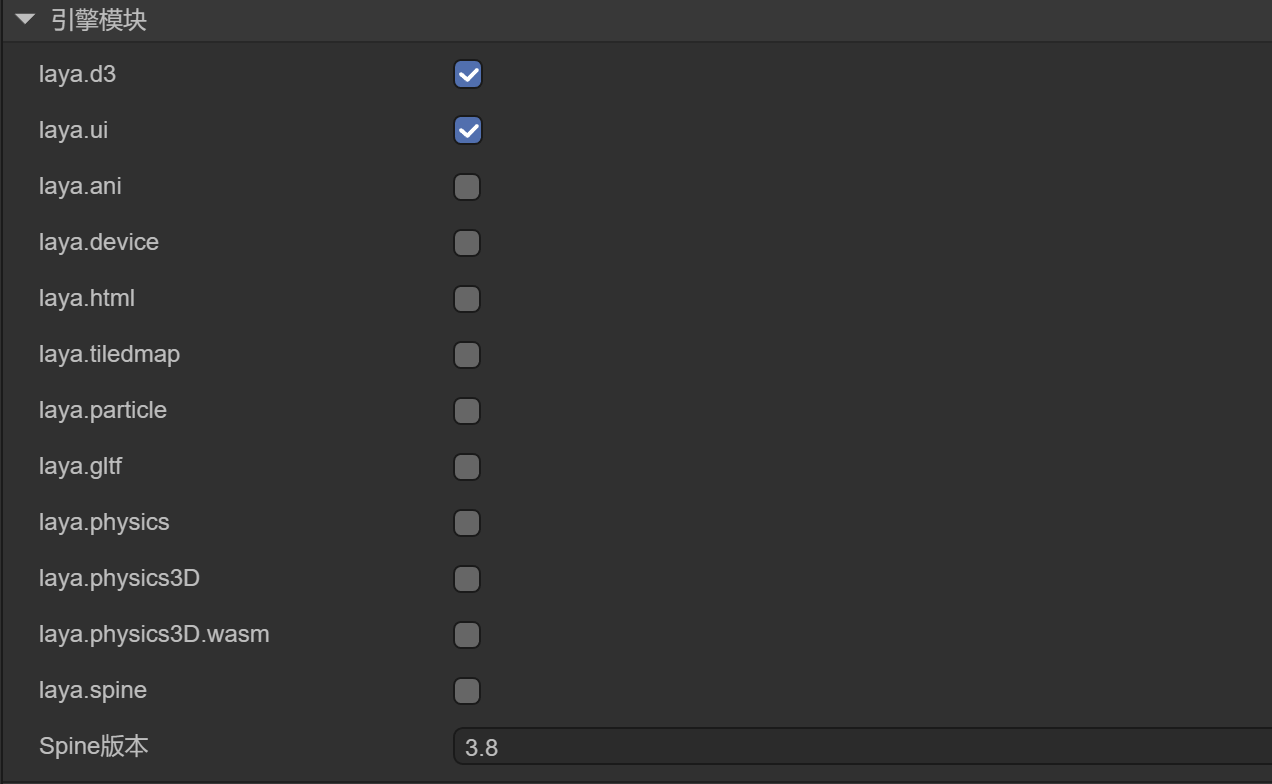 引擎模块
laya.d3
laya.ui
laya.ani
laya.device
laya.html
laya.tiledmap
laya.particle
laya.gltf
laya.physics
laya.physics3D
laya.physics3D.wasm
laya.spine
Spine版本 3.8